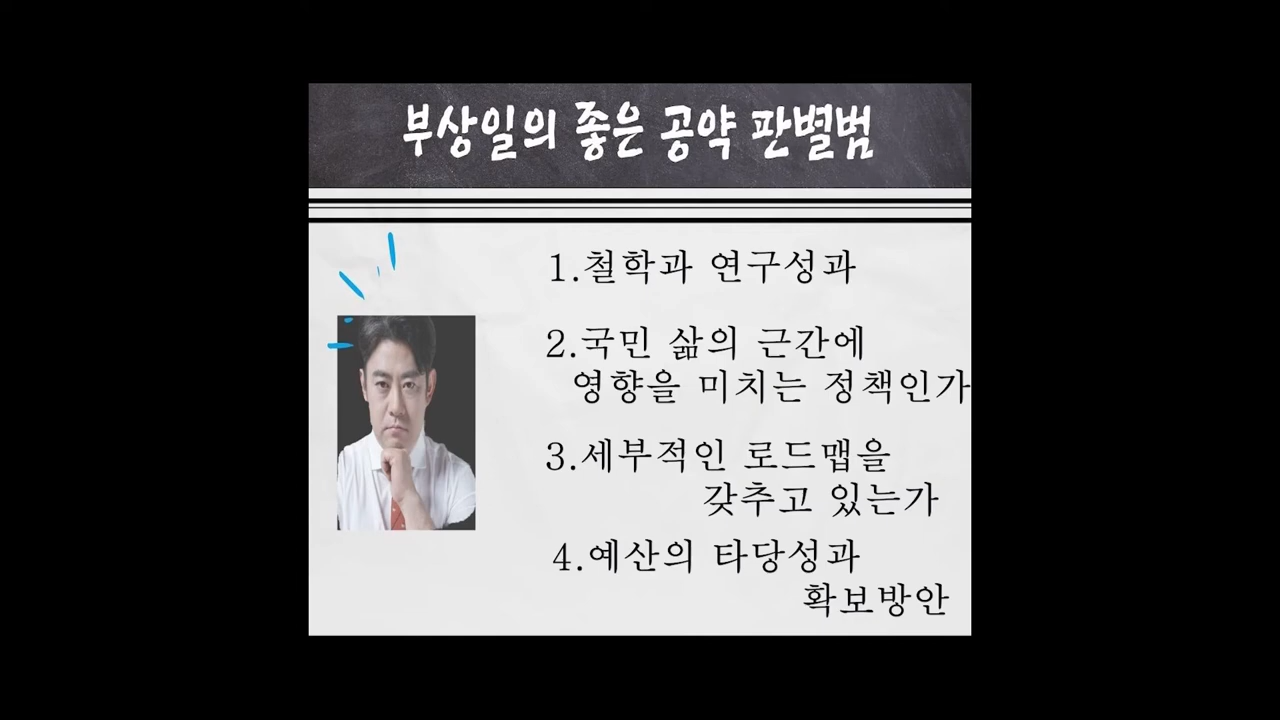 부상일의 좋은 공약 판별범
1.철학과 연구성과
2.국민 삶의 근간에
영향을 미치는 정책인가
3.세부적인 로드맵을
갖추고 있는가
4.예산의 타당성과
확보방안